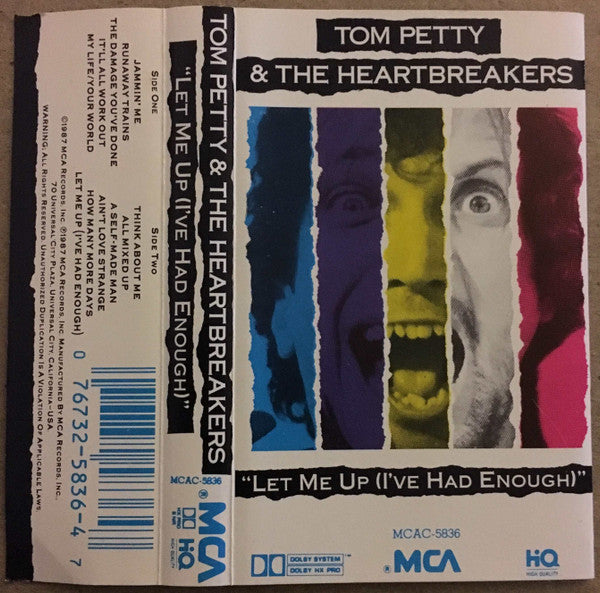 TOM PETTY
& THE HEARTBREAKERS
"LET ME UP (I'VE HAD ENOUGH)"
MCAC-5836
DOLBY SYSTEM
DOLBY HX PRO
MCA
HiQ
HIGH QUALITY
TOM PETTY & THE HEARTBREAKERS
"LET ME UP (I'VE HAD ENOUGH)"
MCAC-5836
MCA
HiQ
HIGH QUALITY
SIDE ONE
JAMMIN' ME
RUNAWAY TRAINS
THE DAMAGE YOU'VE DONE
IT'LL ALL WORK OUT
MY LIFE/YOUR WORLD
SIDE TWO
THINK ABOUT ME
ALL MIXED UP
A SELF-MADE MAN
AIN'T LOVE STRANGE
HOW MANY MORE DAYS
LET ME UP (I'VE HAD ENOUGH)
©1987 MCA RECORDS, INC. ℗1987 MCA RECORDS, INC. MANUFACTURED BY MCA RECORDS, INC.,
70 UNIVERSAL CITY PLAZA, UNIVERSAL CITY, CALIFORNIA-USA
WARNING: ALL RIGHTS RESERVED. UNAUTHORIZED DUPLICATION IS A VIOLATION OF APPLICABLE LAWS.
0 76732-5836-4 7